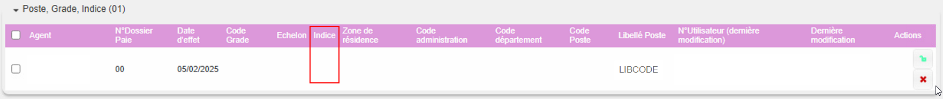 Poste, Grade, Indice (01)
Agent N°Dossier Paie Date d'effet Code Grade Echelon Indice Zone de résidence Code administration Code département Code Poste Libellé Poste N°Utilisateur (dernière modification) Dernière modification Actions
00 05/02/2025 LIBCODE